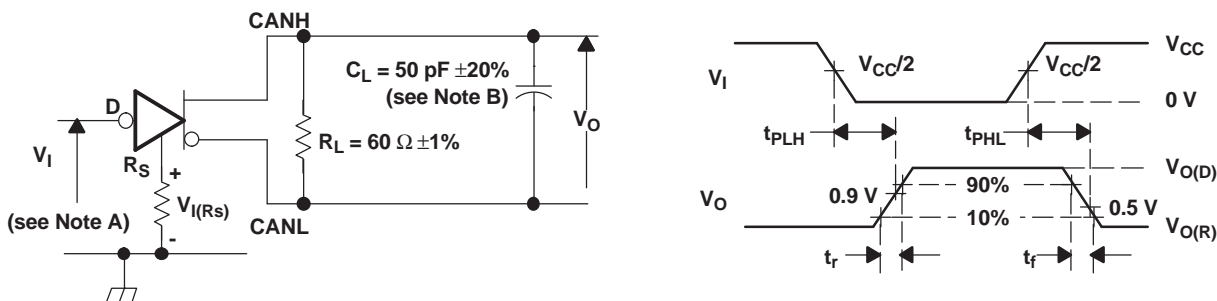 CANH
D
V_I
R_S
+
V_I(Rs)
-
(see Note A)
R_L = 60 Ω ±1%
C_L = 50 pF ±20%
(see Note B)
V_O
CANL
V_I
V_CC/2
V_CC/2
V_CC
0 V
t_PLH
t_PHL
V_O
0.9 V
90%
10%
0.5 V
V_O(D)
V_O(R)
t_r
t_f